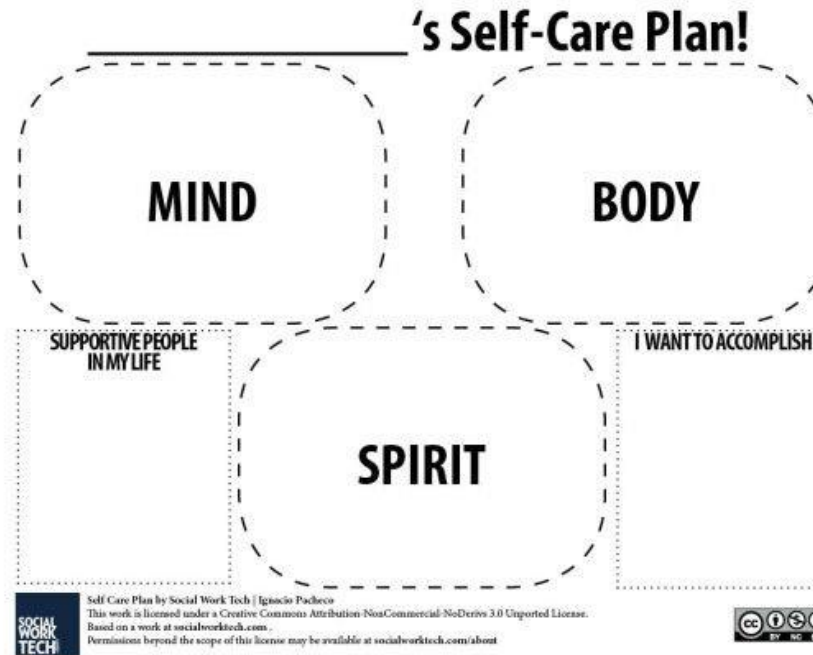 ____________________ 's Self-Care Plan!
MIND
BODY
SUPPORTIVE PEOPLE
IN MY LIFE
SPIRIT
I WANT TO ACCOMPLISH
SOCIAL
WORK
TECH
Self Care Plan by Social Work Tech | Ignacio Pacheco
This work is licensed under a Creative Commons Attribution-NonCommercial-NoDerivs 3.0 Unported License.
Based on a work at socialworktech.com .
Permissions beyond the scope of this license may be available at socialworktech.com/about
cc
BY NC